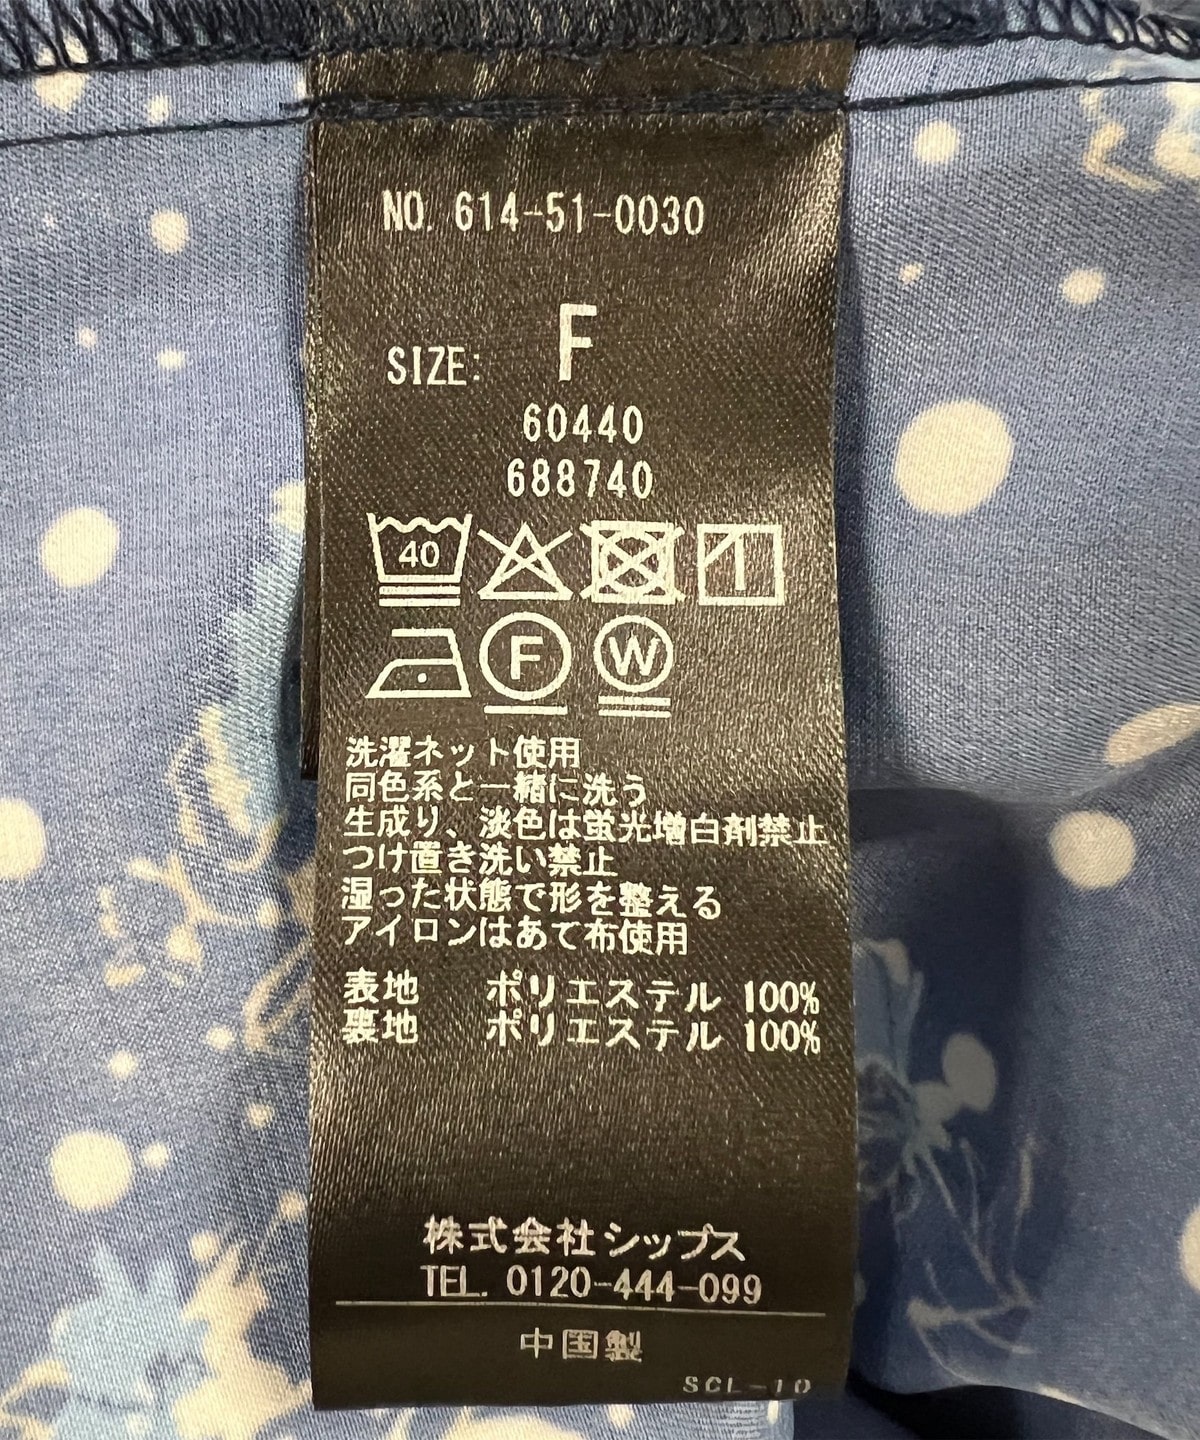 NO. 614-51-0030
SIZE: F
60440
688740
40
F W
洗濯ネット使用
同色系と一緒に洗う
生成り、淡色は蛍光増白剤禁止
つけ置き洗い禁止
湿った状態で形を整える
アイロンはあて布使用
表地 ポリエステル 100%
裏地 ポリエステル 100%
株式会社シップス
TEL. 0120-444-099
中国製
SCL-10